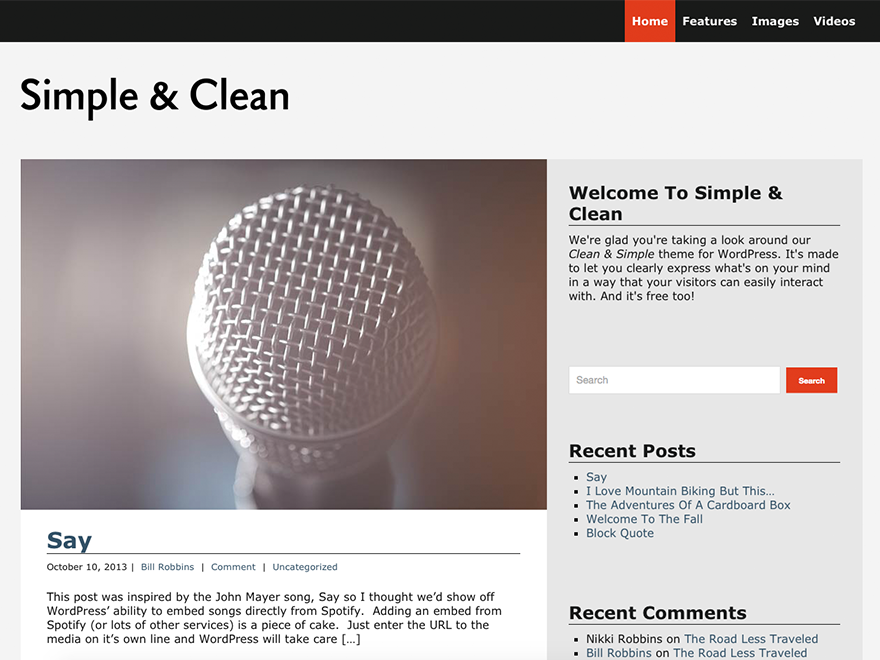 Home Features Images Videos
Simple & Clean
Say
October 10, 2013 | Bill Robbins | Comment | Uncategorized
This post was inspired by the John Mayer song, Say so I thought we’d show off
WordPress’ ability to embed songs directly from Spotify.  Adding an embed from
Spotify (or lots of other services) is a piece of cake.  Just enter the URL to the
media on it’s own line and WordPress will take care [...]
Welcome To Simple &
Clean
We're glad you're taking a look around our
Clean & Simple theme for WordPress. It's made
to let you clearly express what's on your mind
in a way that your visitors can easily interact
with. And it's free too!
Search Search
Recent Posts
Say
I Love Mountain Biking But This…
The Adventures Of A Cardboard Box
Welcome To The Fall
Block Quote
Recent Comments
Nikki Robbins on The Road Less Traveled
Bill Robbins on The Road Less Traveled